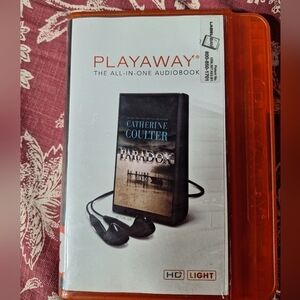 PLAYAWAY®
THE ALL-IN-ONE AUDIOBOOK
CATHERINE
COULTER
PARADOX
HD LIGHT